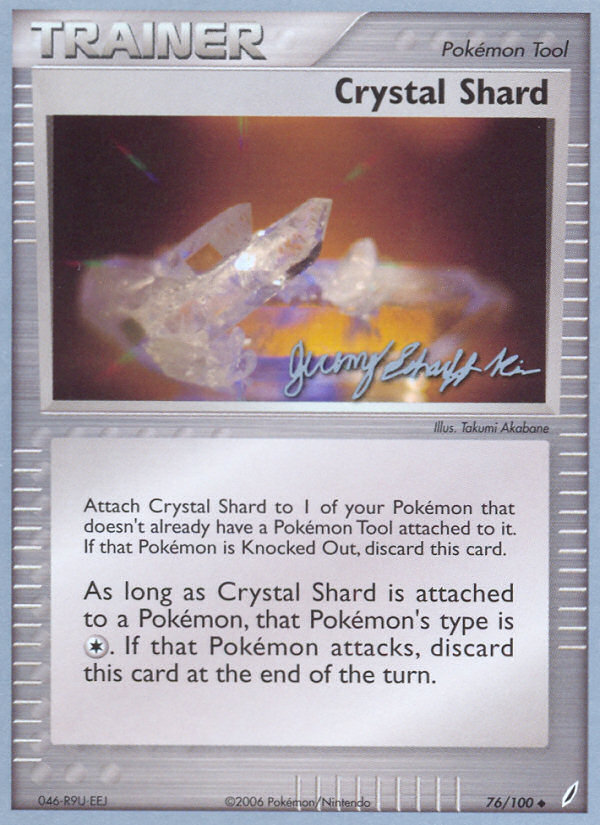 TRAINER
Pokémon Tool
Crystal Shard
Jeremy Scharff-Kim
Illus. Takumi Akabane
Attach Crystal Shard to 1 of your Pokémon that
doesn't already have a Pokémon Tool attached to it.
If that Pokémon is Knocked Out, discard this card.
As long as Crystal Shard is attached
to a Pokémon, that Pokémon's type is
. If that Pokémon attacks, discard
this card at the end of the turn.
046-R9U-EEJ
©2006 Pokémon/Nintendo
76/100